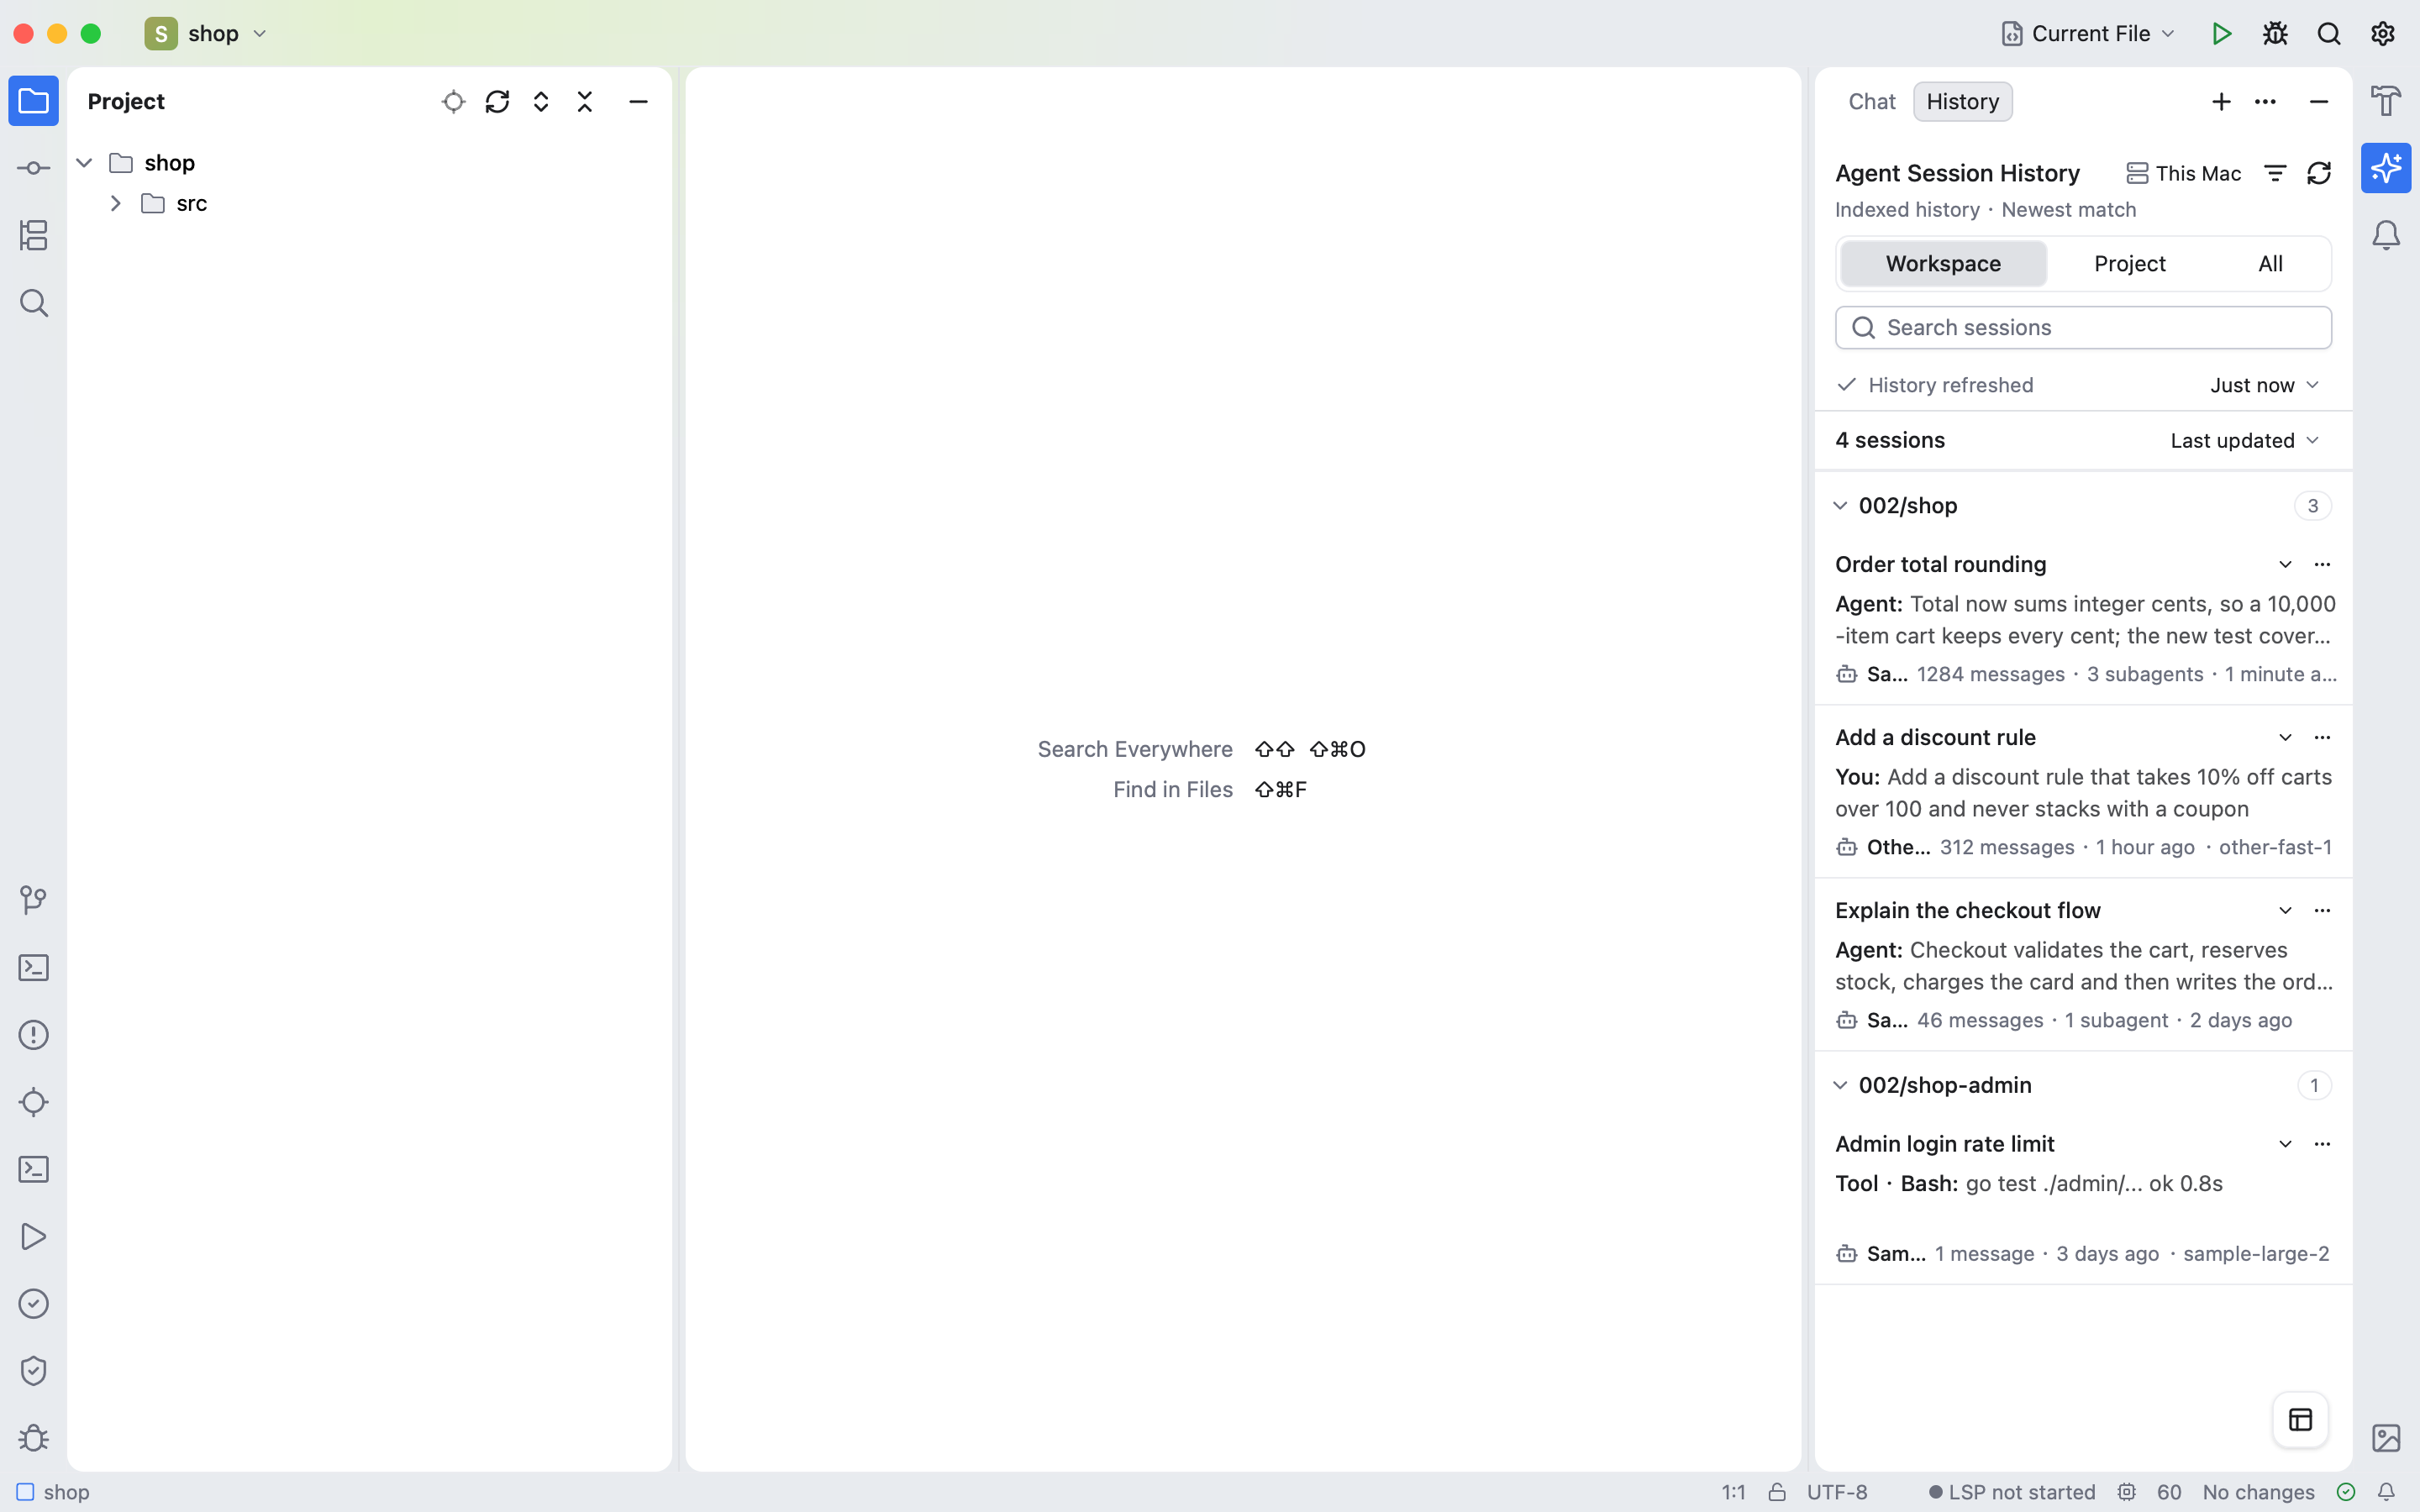 S shop
Current File
Project
shop
src
Search Everywhere ⇧⇧ ⇧⌘O
Find in Files ⇧⌘F
Chat History
Agent Session History This Mac
Indexed history · Newest match
Workspace Project All
Search sessions
History refreshed Just now
4 sessions Last updated
002/shop 3
Order total rounding
Agent: Total now sums integer cents, so a 10,000
-item cart keeps every cent; the new test cover...
Sa... 1284 messages · 3 subagents · 1 minute a...
Add a discount rule
You: Add a discount rule that takes 10% off carts
over 100 and never stacks with a coupon
Othe... 312 messages · 1 hour ago · other-fast-1
Explain the checkout flow
Agent: Checkout validates the cart, reserves
stock, charges the card and then writes the ord...
Sa... 46 messages · 1 subagent · 2 days ago
002/shop-admin 1
Admin login rate limit
Tool · Bash: go test ./admin/... ok 0.8s
Sam... 1 message · 3 days ago · sample-large-2
shop 1:1 UTF-8 LSP not started 60 No changes